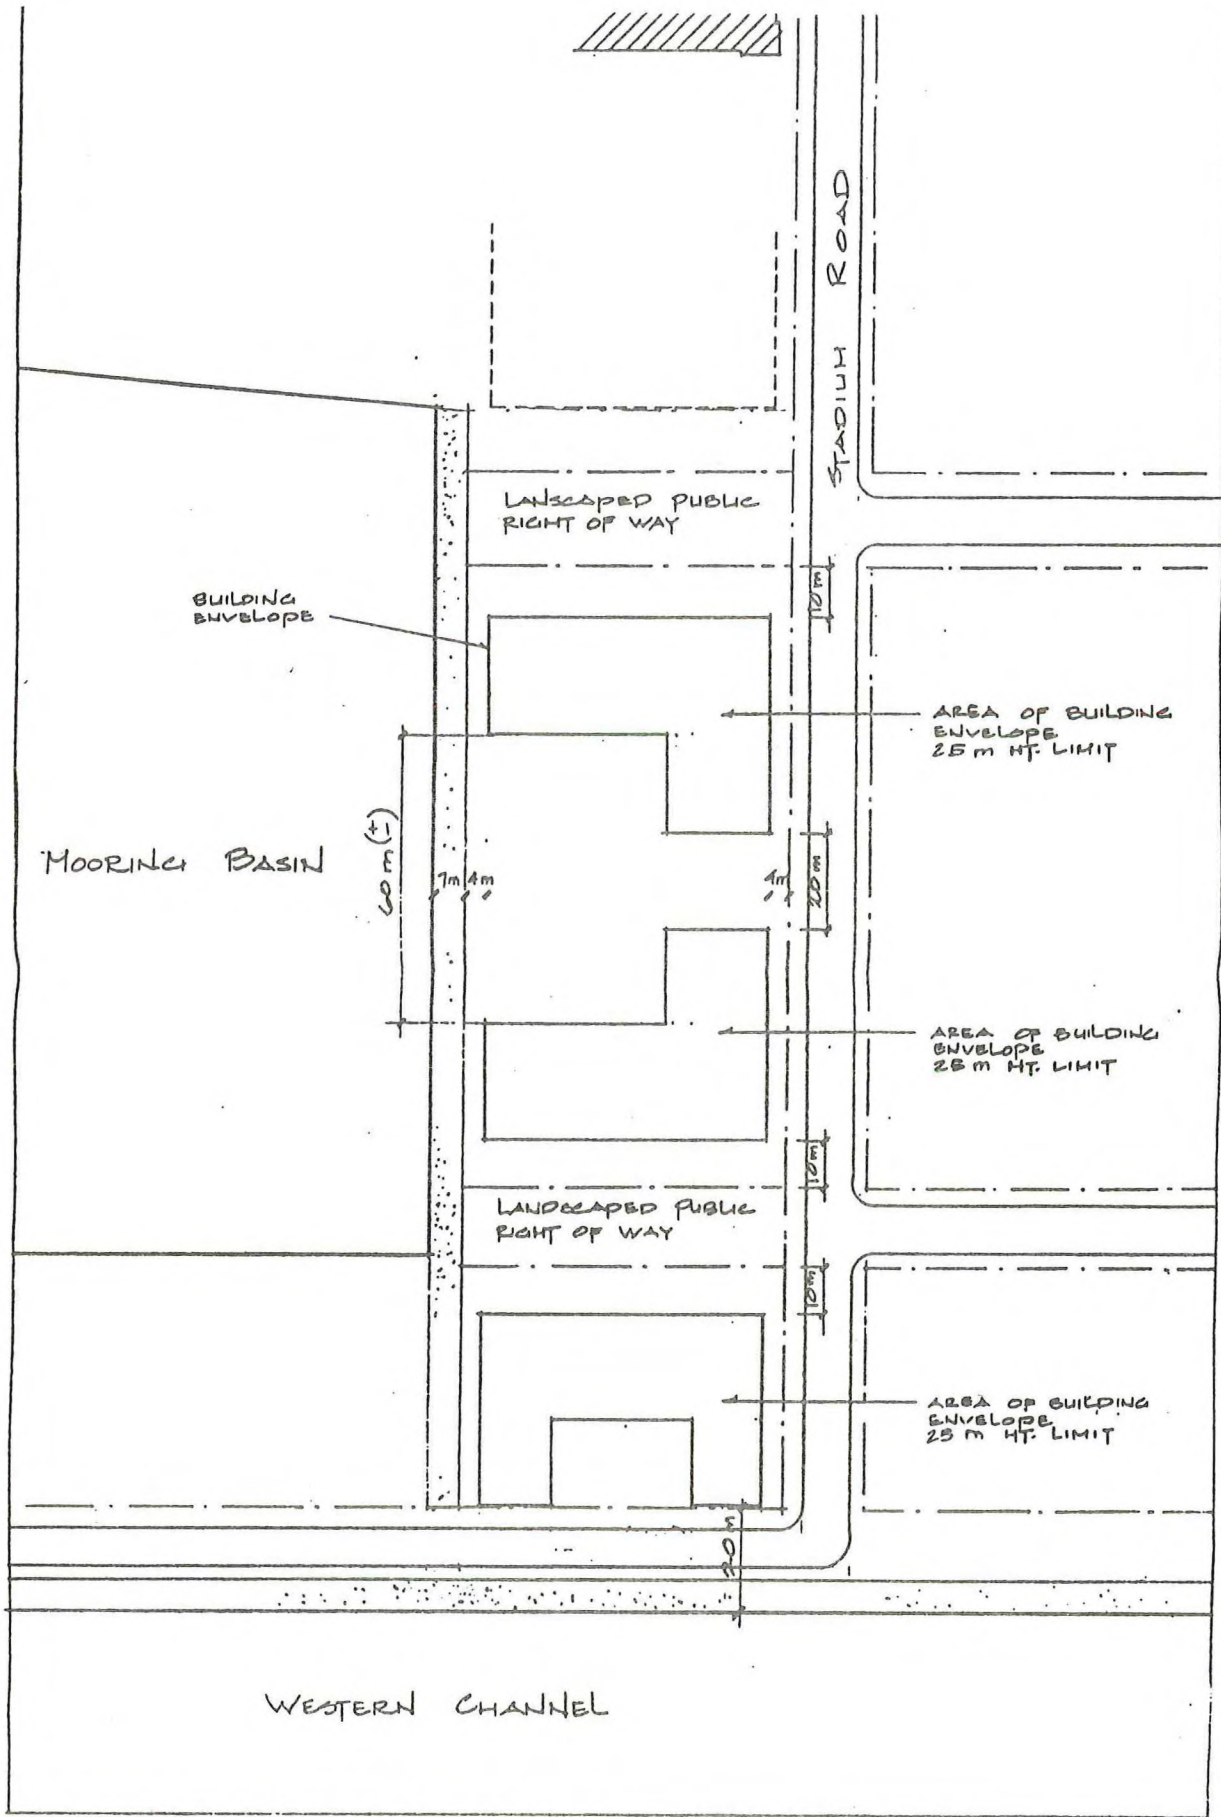 STADIUM ROAD
LANSCAPED PUBLIC
RIGHT OF WAY
10m
BUILDING
ENVELOPE
AREA OF BUILDING
ENVELOPE
25 m HT. LIMIT
60 m (±)
MOORING BASIN
7m 4m
4m
20m
AREA OF BUILDING
ENVELOPE
25 m HT. LIMIT
10m
LANDSCAPED PUBLIC
RIGHT OF WAY
10m
AREA OF BUILDING
ENVELOPE
25 m HT. LIMIT
WESTERN CHANNEL